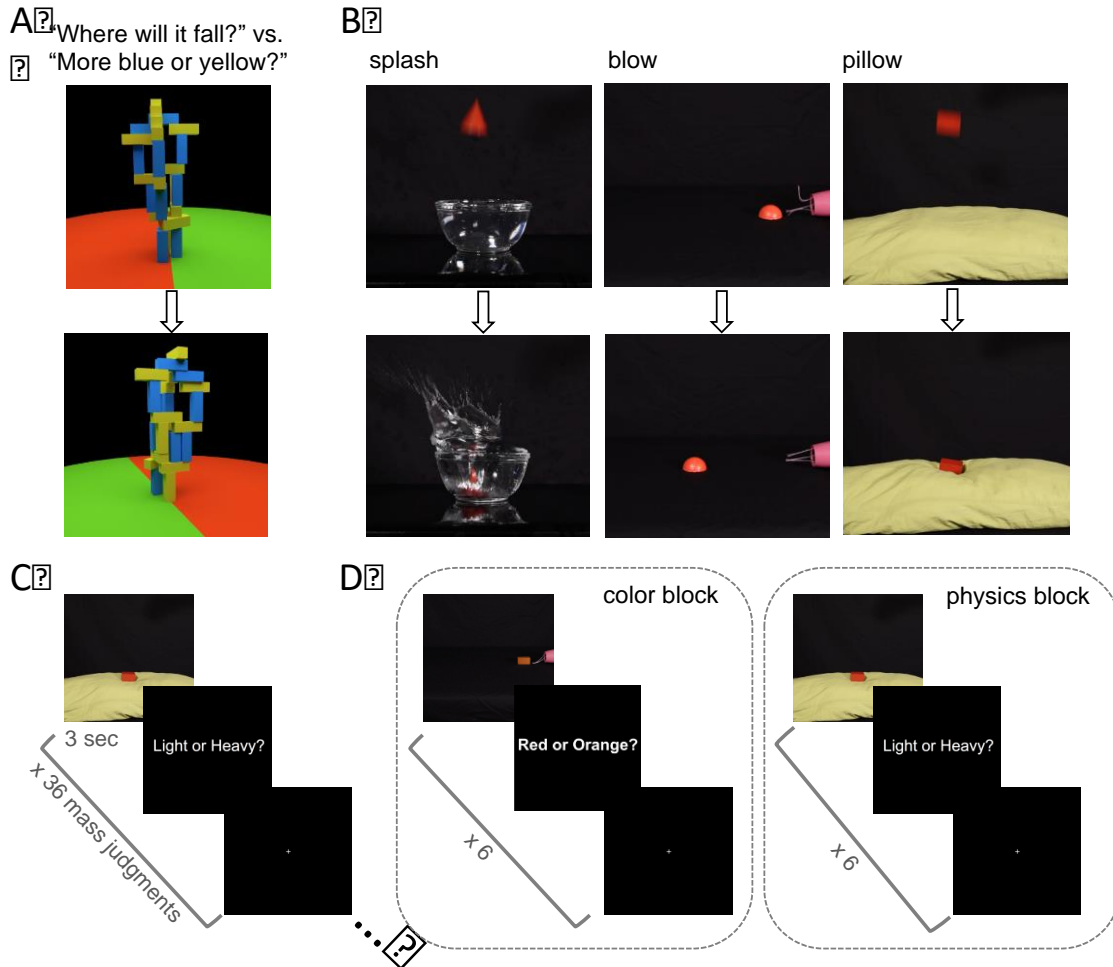 A
“Where will it fall?” vs.
“More blue or yellow?”
B
splash
blow
pillow
C
3 sec
Light or Heavy?
x 36 mass judgments
+
D
color block
Red or Orange?
x 6
+
physics block
Light or Heavy?
x 6
+